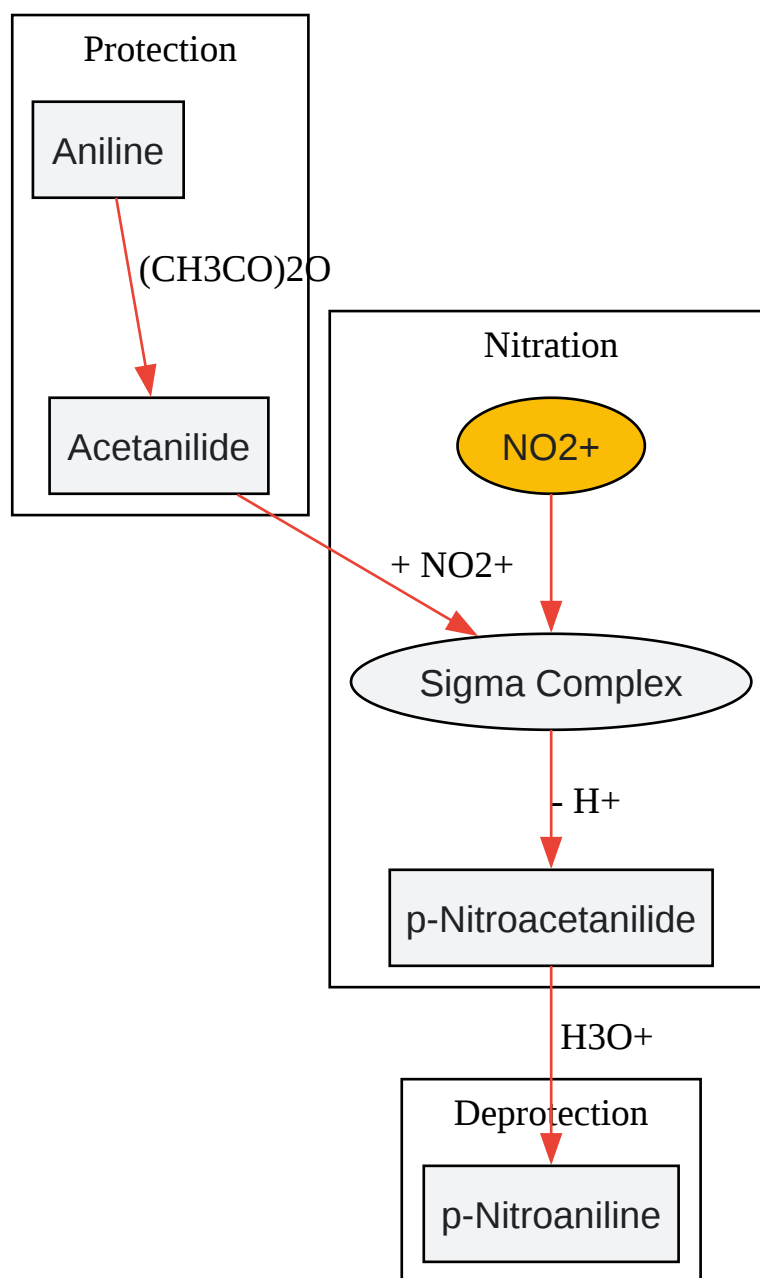 Protection
Aniline
(CH3CO)2O
Acetanilide
Nitration
NO2+
+ NO2+
Sigma Complex
- H+
p-Nitroacetanilide
H3O+
Deprotection
p-Nitroaniline